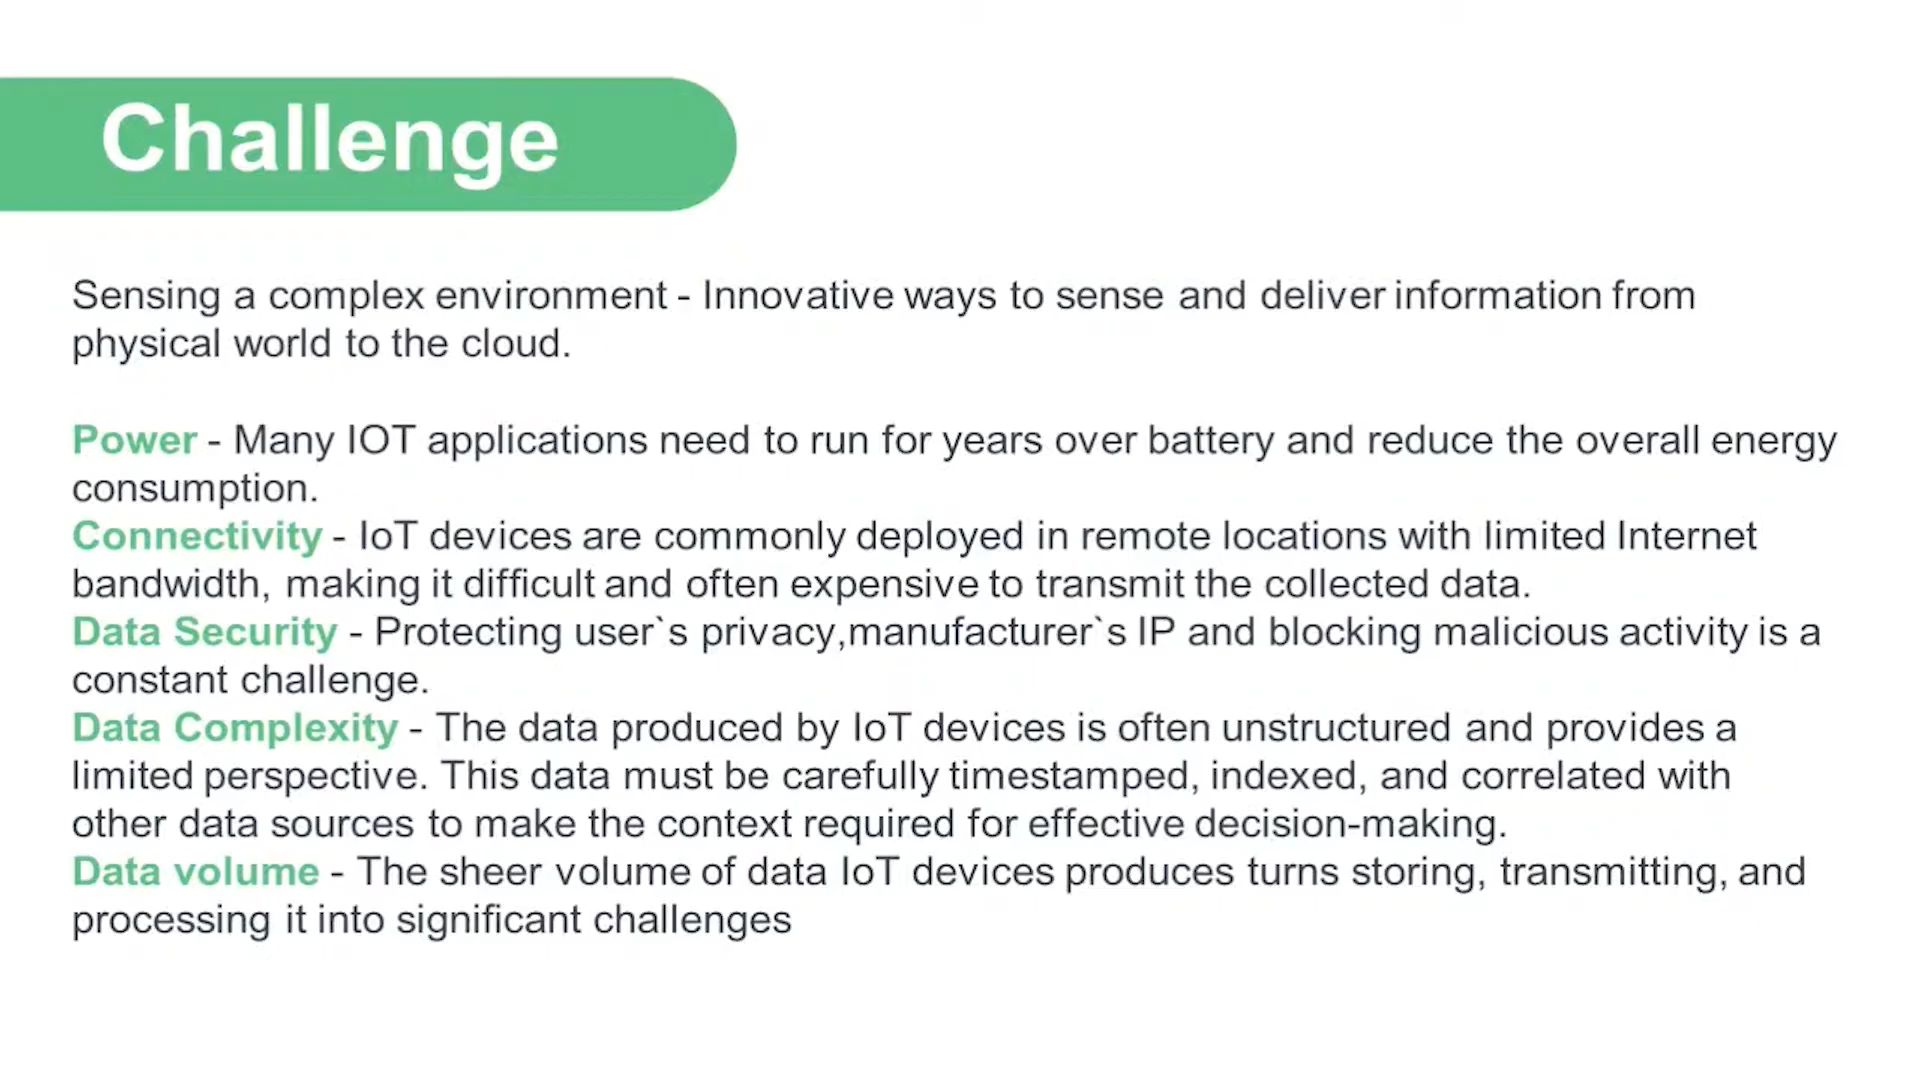 Challenge
Sensing a complex environment - Innovative ways to sense and deliver information from
physical world to the cloud.
Power - Many IOT applications need to run for years over battery and reduce the overall energy
consumption.
Connectivity - IoT devices are commonly deployed in remote locations with limited Internet
bandwidth, making it difficult and often expensive to transmit the collected data.
Data Security - Protecting user`s privacy,manufacturer`s IP and blocking malicious activity is a
constant challenge.
Data Complexity - The data produced by IoT devices is often unstructured and provides a
limited perspective. This data must be carefully timestamped, indexed, and correlated with
other data sources to make the context required for effective decision-making.
Data volume - The sheer volume of data IoT devices produces turns storing, transmitting, and
processing it into significant challenges